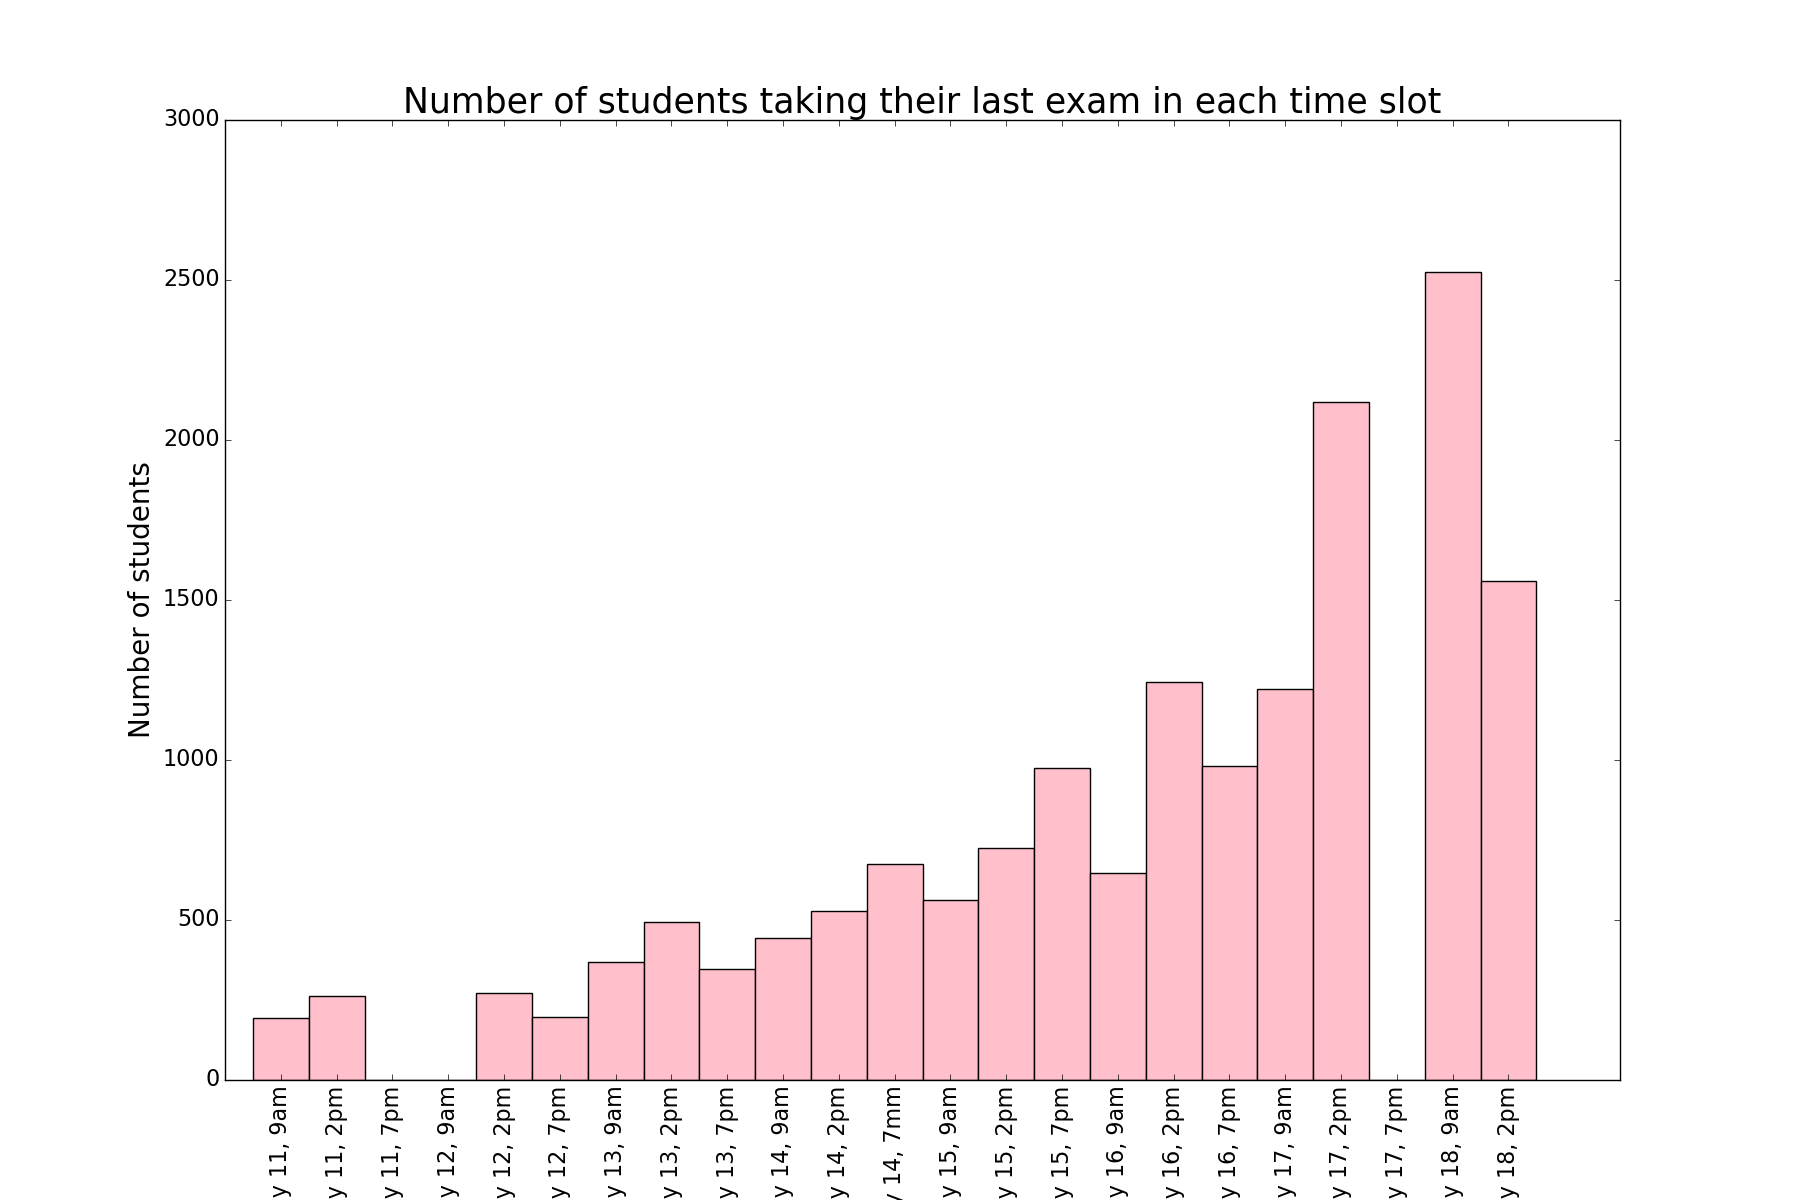 Number of students taking their last exam in each time slot
3000
2500
2000
1500
1000
500
0
Number of students
y 11, 9am
y 11, 2pm
y 11, 7pm
y 12, 9am
y 12, 2pm
y 12, 7pm
y 13, 9am
y 13, 2pm
y 13, 7pm
y 14, 9am
y 14, 2pm
y 14, 7mm
y 15, 9am
y 15, 2pm
y 15, 7pm
y 16, 9am
y 16, 2pm
y 16, 7pm
y 17, 9am
y 17, 2pm
y 17, 7pm
y 18, 9am
y 18, 2pm